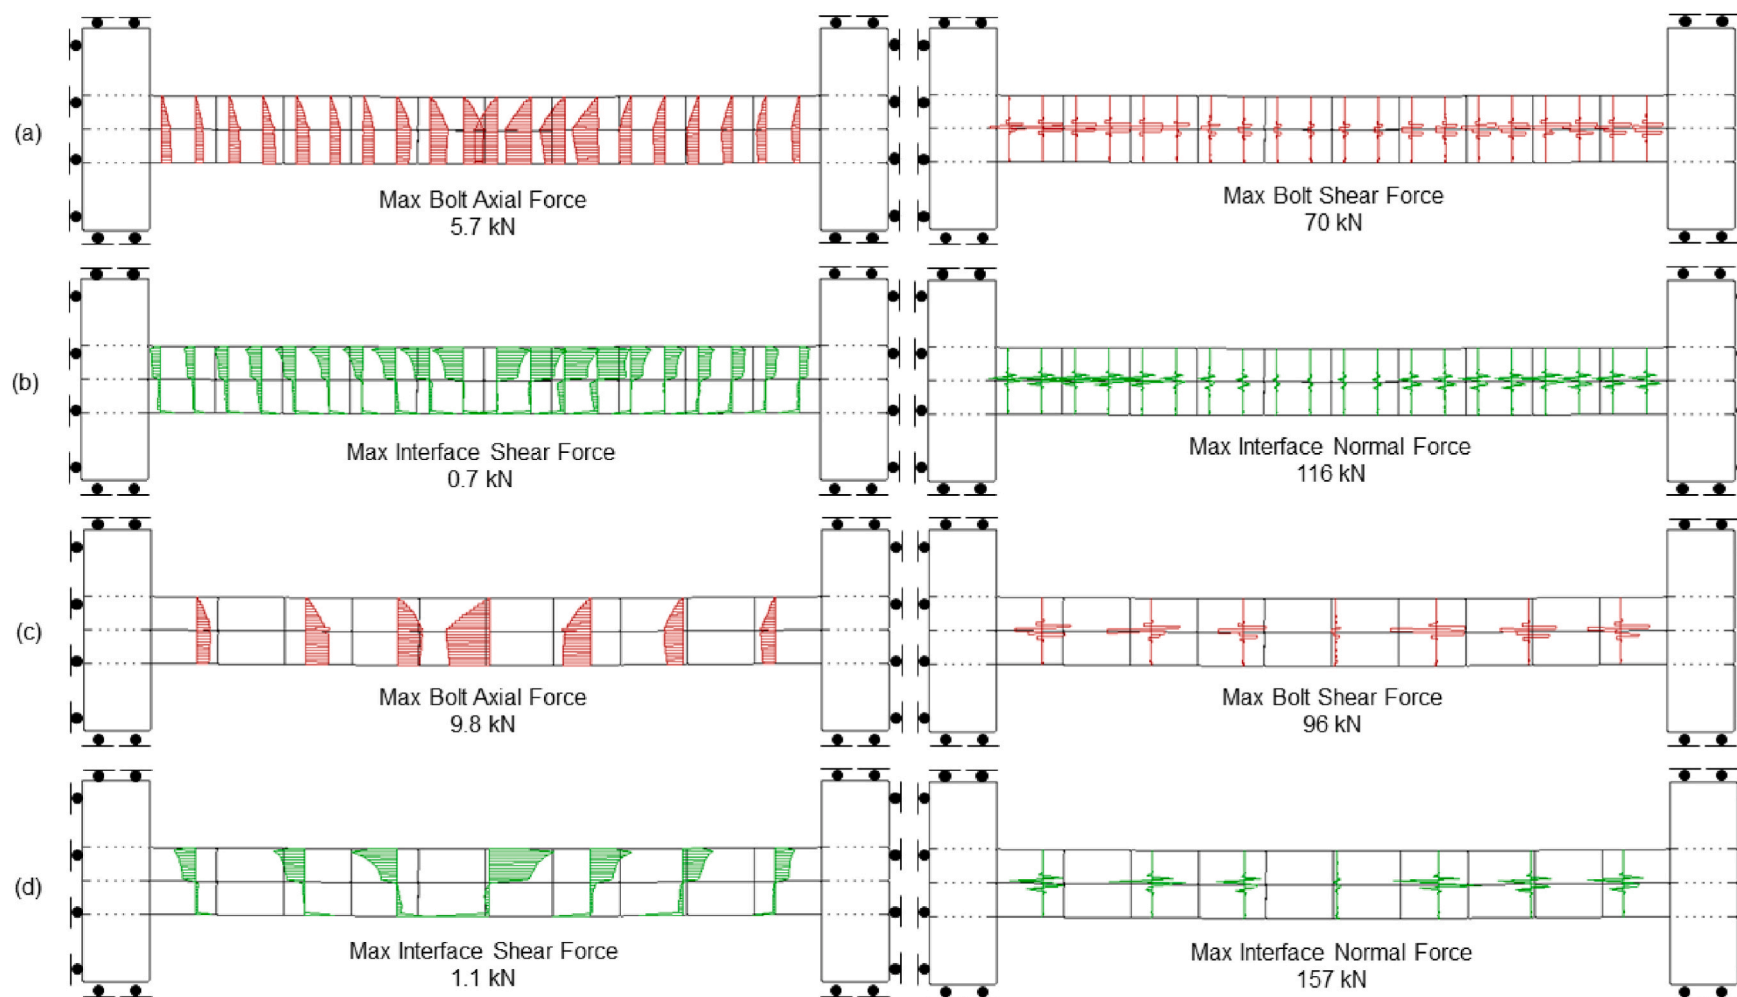 (a)
Max Bolt Axial Force
5.7 kN
Max Bolt Shear Force
70 kN
(b)
Max Interface Shear Force
0.7 kN
Max Interface Normal Force
116 kN
(c)
Max Bolt Axial Force
9.8 kN
Max Bolt Shear Force
96 kN
(d)
Max Interface Shear Force
1.1 kN
Max Interface Normal Force
157 kN